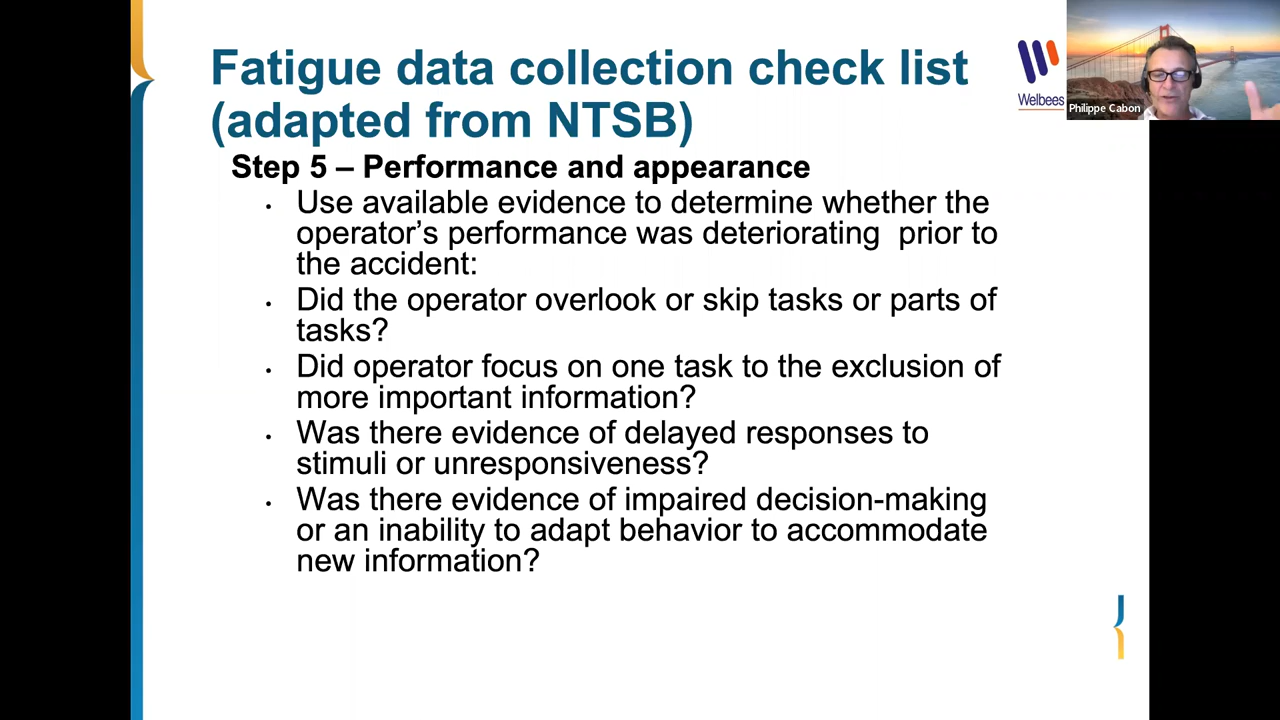 Fatigue data collection check list
(adapted from NTSB)
Welbees
Philippe Cabon
Step 5 – Performance and appearance
• Use available evidence to determine whether the
operator’s performance was deteriorating  prior to
the accident:
• Did the operator overlook or skip tasks or parts of
tasks?
• Did operator focus on one task to the exclusion of
more important information?
• Was there evidence of delayed responses to
stimuli or unresponsiveness?
• Was there evidence of impaired decision-making
or an inability to adapt behavior to accommodate
new information?